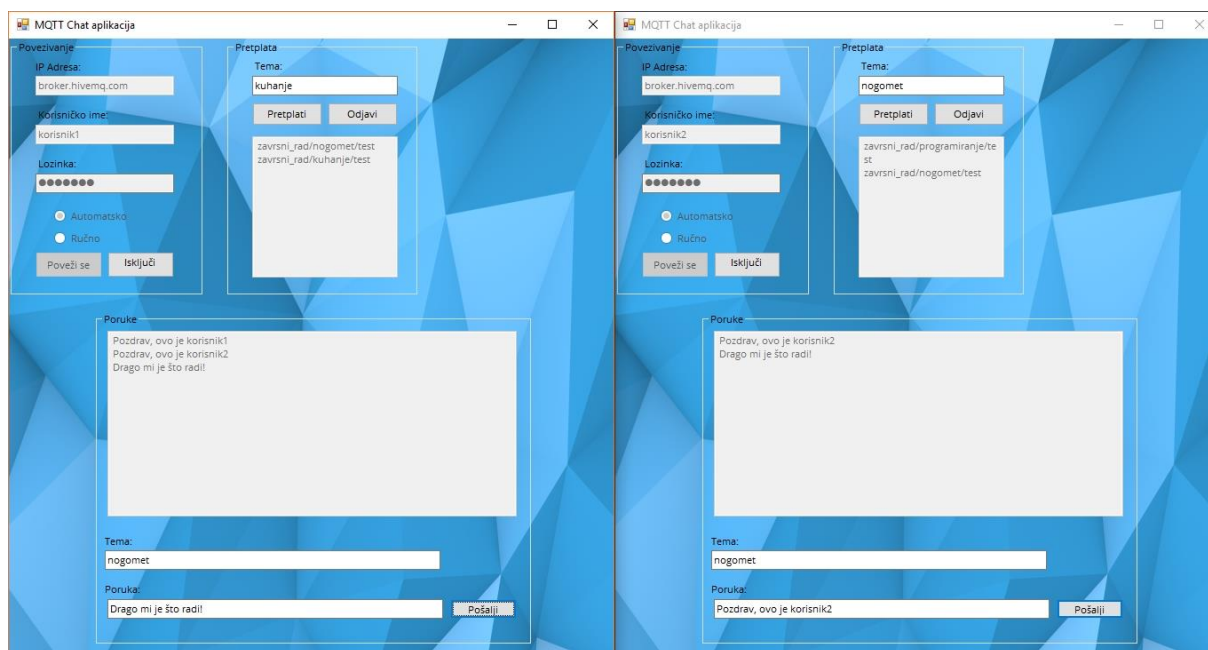 MQTT Chat aplikacija
Povezivanje
IP Adresa:
broker.hivemq.com
Korisničko ime:
korisnik1
Lozinka:
●●●●●●●
Automatsko
Ručno
Poveži se
Isključi
Pretplata
Tema:
kuhanje
Pretplati
Odjavi
zavrsni_rad/nogomet/test
zavrsni_rad/kuhanje/test
Poruke
Pozdrav, ovo je korisnik1
Pozdrav, ovo je korisnik2
Drago mi je što radi!
Tema:
nogomet
Poruka:
Drago mi je što radi!
Pošalji
MQTT Chat aplikacija
Povezivanje
IP Adresa:
broker.hivemq.com
Korisničko ime:
korisnik2
Lozinka:
●●●●●●●
Automatsko
Ručno
Poveži se
Isključi
Pretplata
Tema:
nogomet
Pretplati
Odjavi
zavrsni_rad/programiranje/te
st
zavrsni_rad/nogomet/test
Poruke
Pozdrav, ovo je korisnik2
Drago mi je što radi!
Tema:
nogomet
Poruka:
Pozdrav, ovo je korisnik2
Pošalji